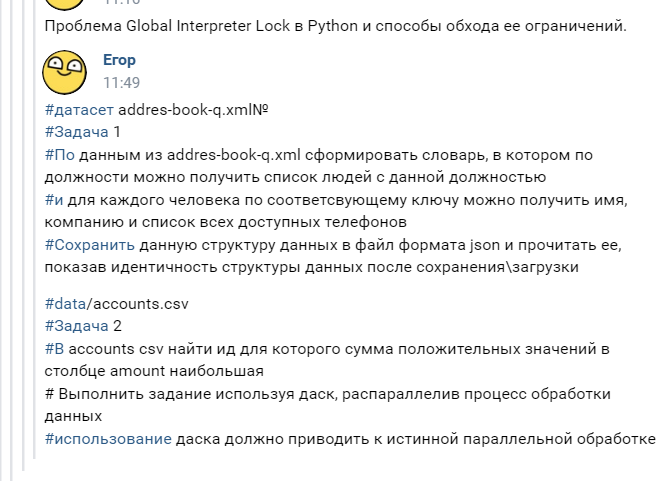 Проблема Global Interpreter Lock в Python и способы обхода ее ограничений.
Егор
11:49
#датасет addres-book-q.xml№
#Задача 1
#По данным из addres-book-q.xml сформировать словарь, в котором по
должности можно получить список людей с данной должностью
#и для каждого человека по соответсвующему ключу можно получить имя,
компанию и список всех доступных телефонов
#Сохранить данную структуру данных в файл формата json и прочитать ее,
показав идентичность структуры данных после сохранения\загрузки
#data/accounts.csv
#Задача 2
#В accounts csv найти ид для которого сумма положительных значений в
столбце amount наибольшая
# Выполнить задание используя даск, распараллелив процесс обработки
данных
#использование даска должно приводить к истинной параллельной обработке